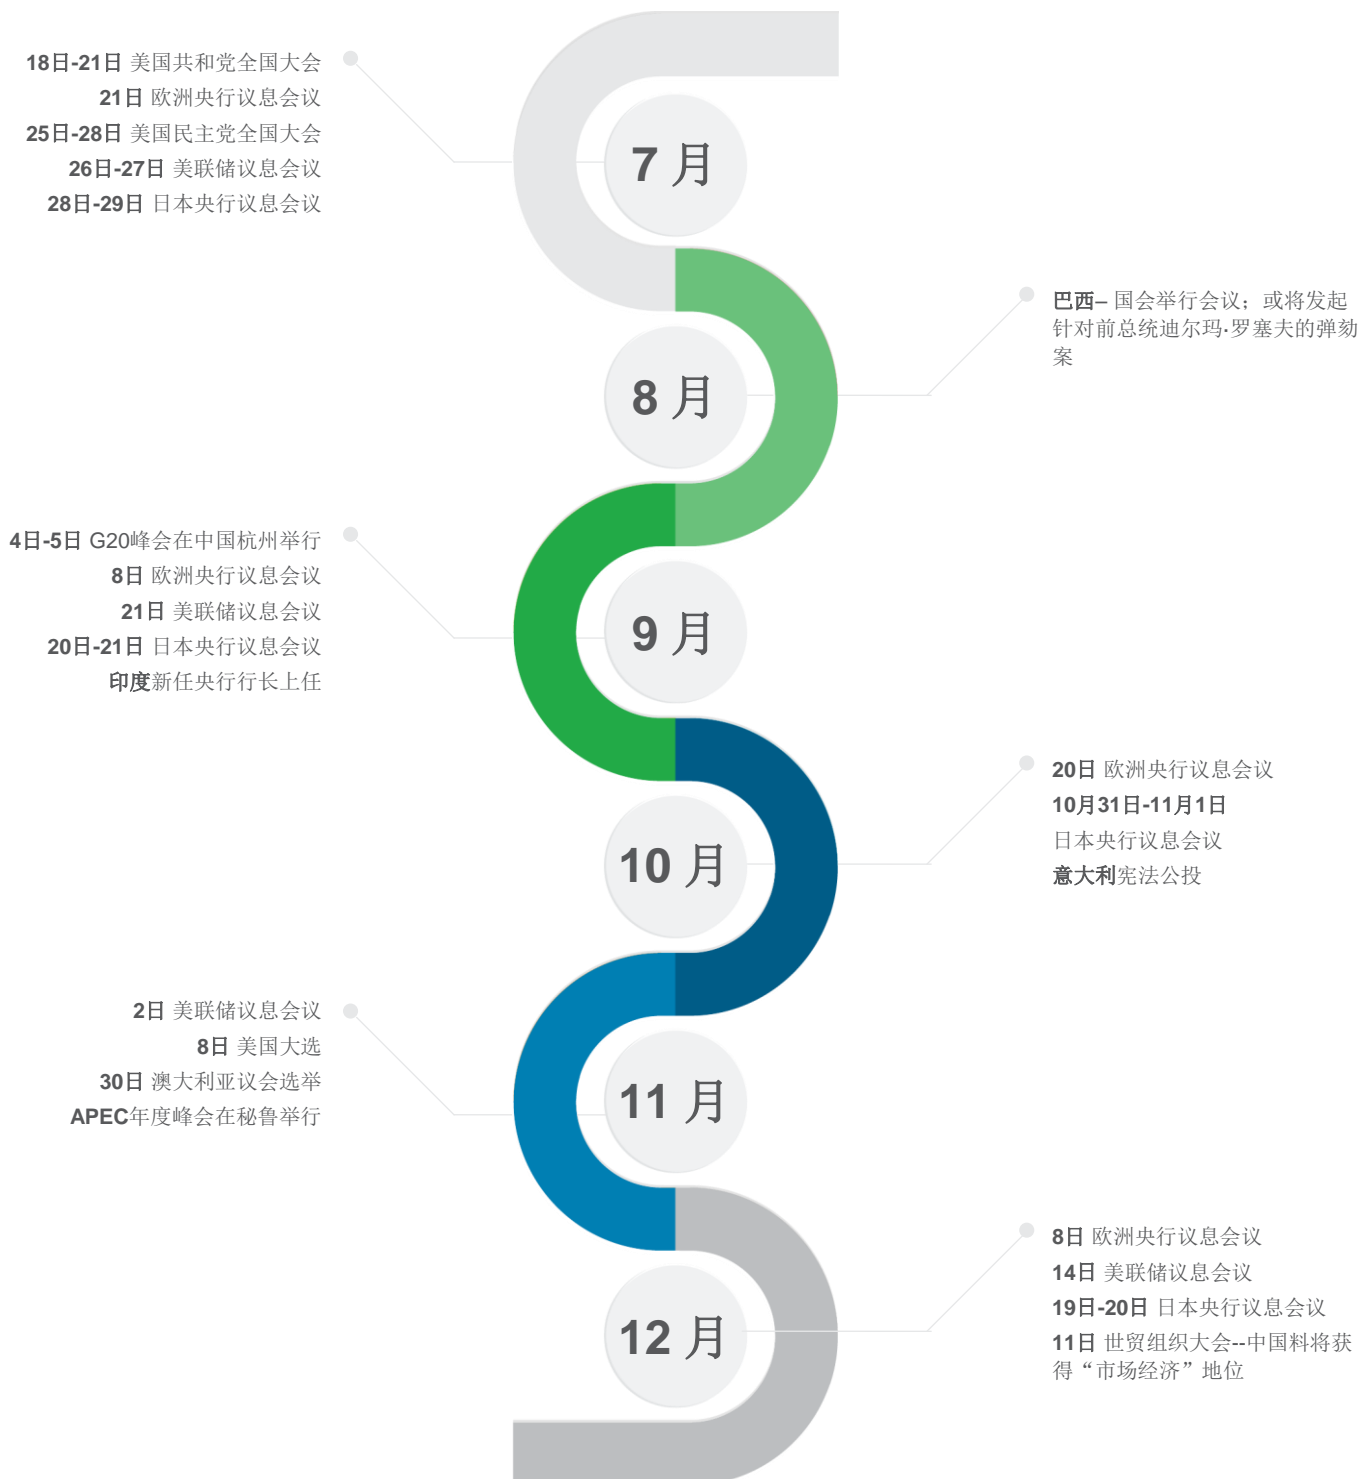 18日-21日 美国共和党全国大会
21日 欧洲央行议息会议
25日-28日 美国民主党全国大会
26日-27日 美联储议息会议
28日-29日 日本央行议息会议
7 月
巴西– 国会举行会议；或将发起
针对前总统迪尔玛·罗塞夫的弹劾
案
8 月
4日-5日 G20峰会在中国杭州举行
8日 欧洲央行议息会议
21日 美联储议息会议
20日-21日 日本央行议息会议
印度新任央行行长上任
9 月
20日 欧洲央行议息会议
10月31日-11月1日
日本央行议息会议
意大利宪法公投
10 月
2日 美联储议息会议
8日 美国大选
30日 澳大利亚议会选举
APEC年度峰会在秘鲁举行
11 月
8日 欧洲央行议息会议
14日 美联储议息会议
19日-20日 日本央行议息会议
11日 世贸组织大会--中国料将获
得“市场经济”地位
12 月